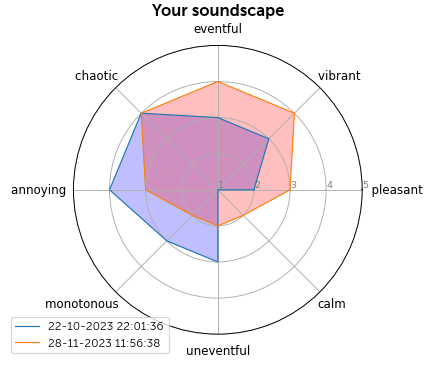 Your soundscape
eventful
chaotic
vibrant
annoying
1 2 3 4 5
pleasant
monotonous
calm
uneventful
22-10-2023 22:01:36
28-11-2023 11:56:38